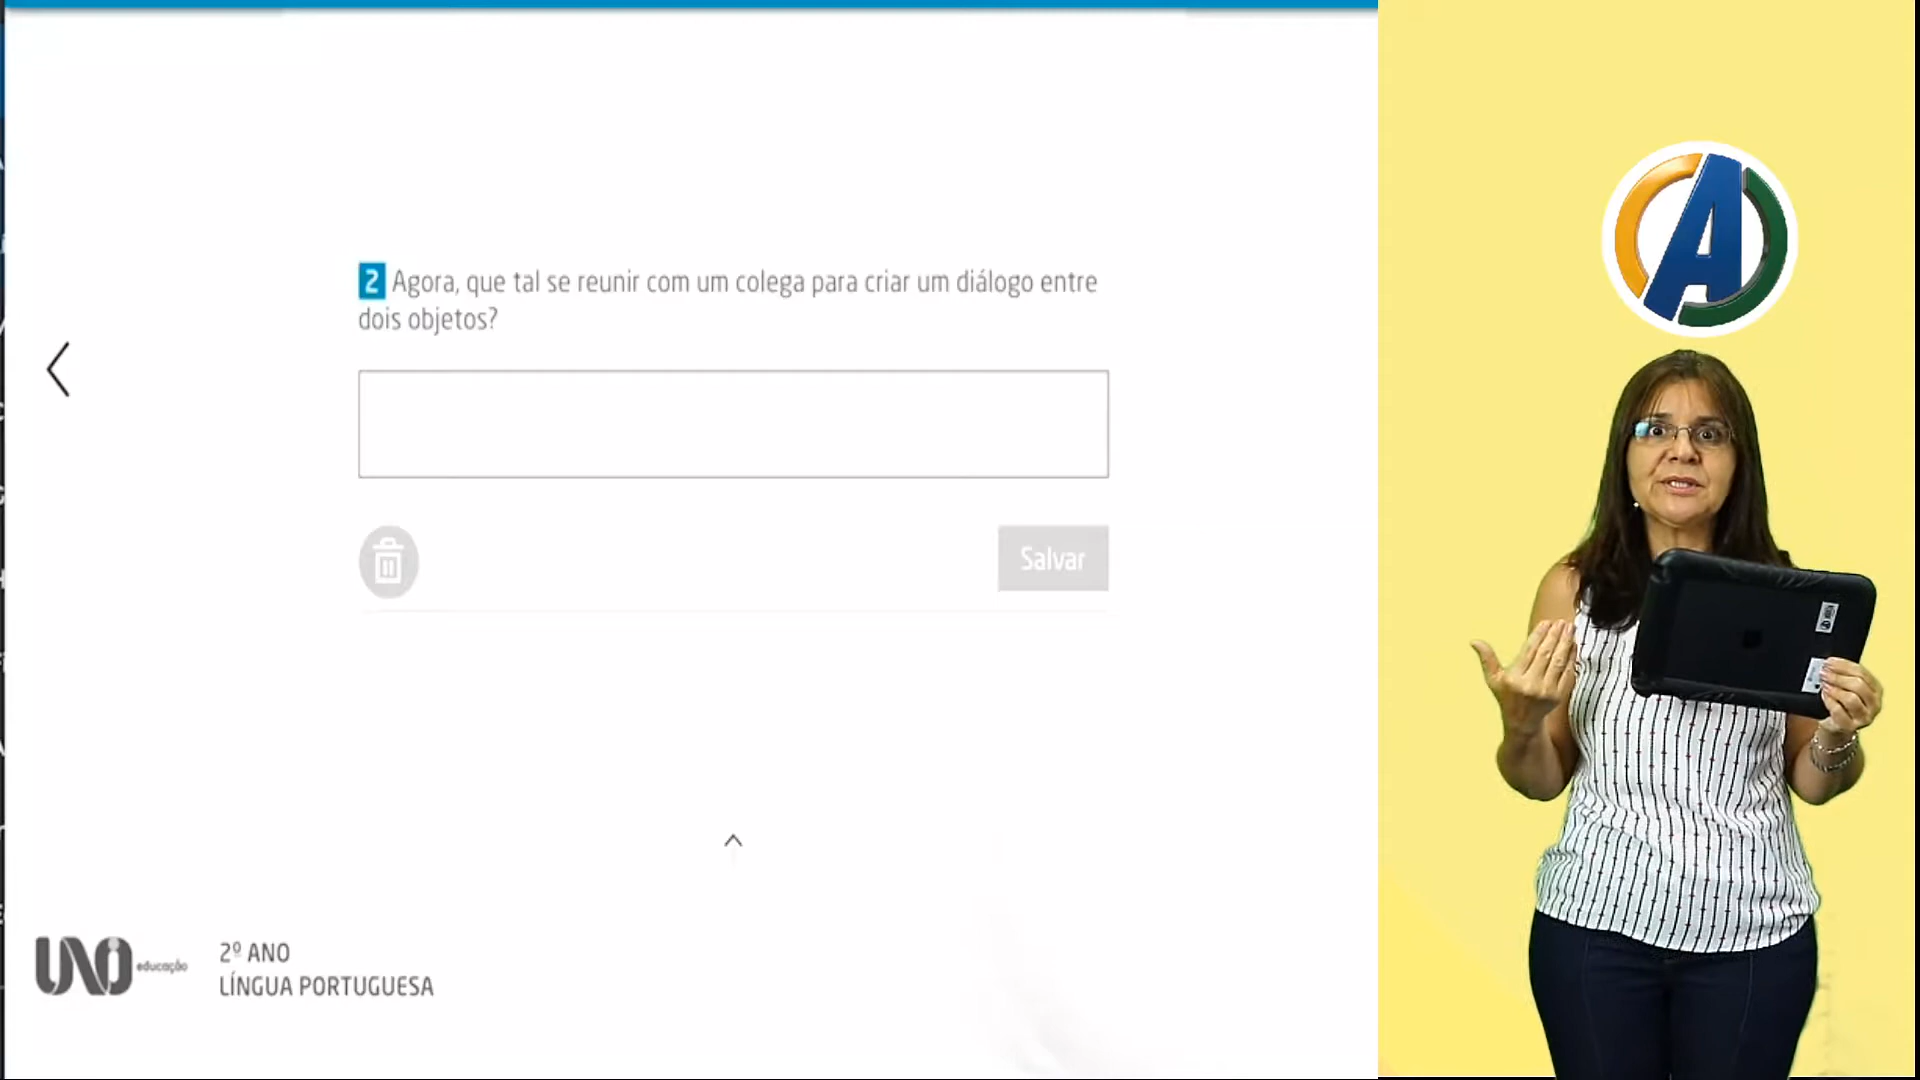 2 Agora, que tal se reunir com um colega para criar um diálogo entre
dois objetos?
Salvar
UNO educação
2º ANO
LÍNGUA PORTUGUESA
A